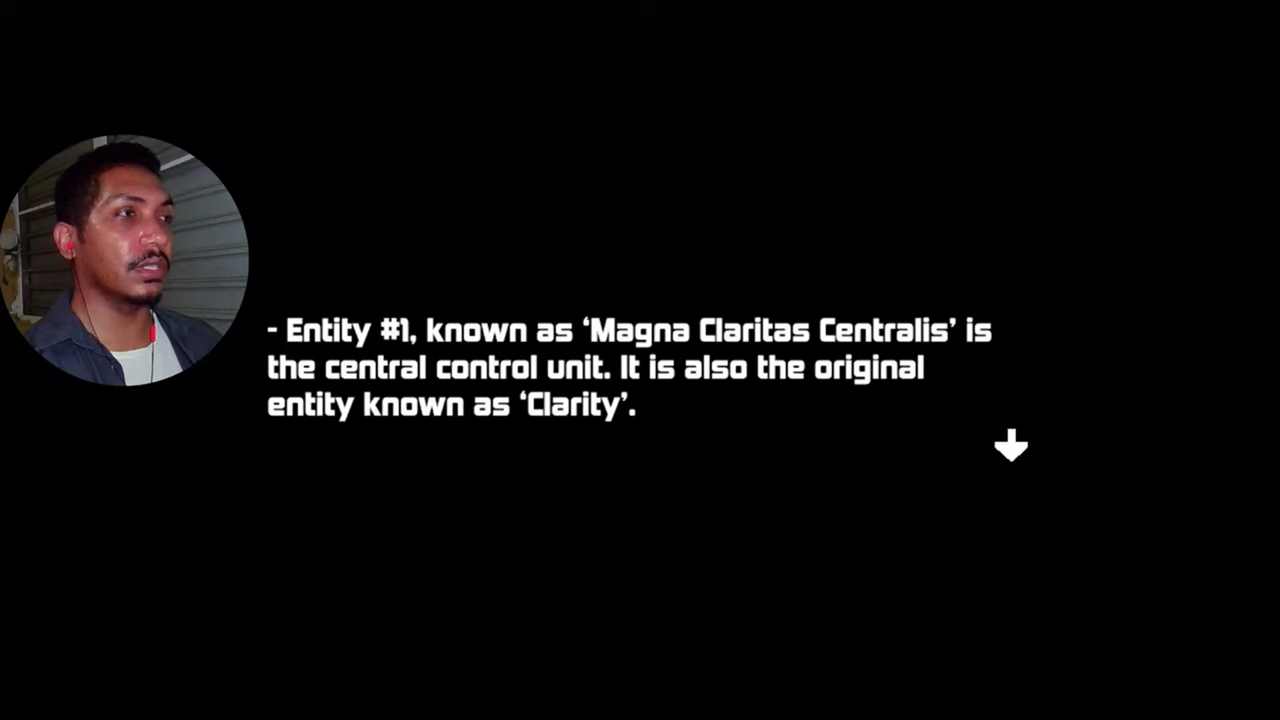 - Entity #1, known as ‘Magna Claritas Centralis’ is
the central control unit. It is also the original
entity known as ‘Clarity’.